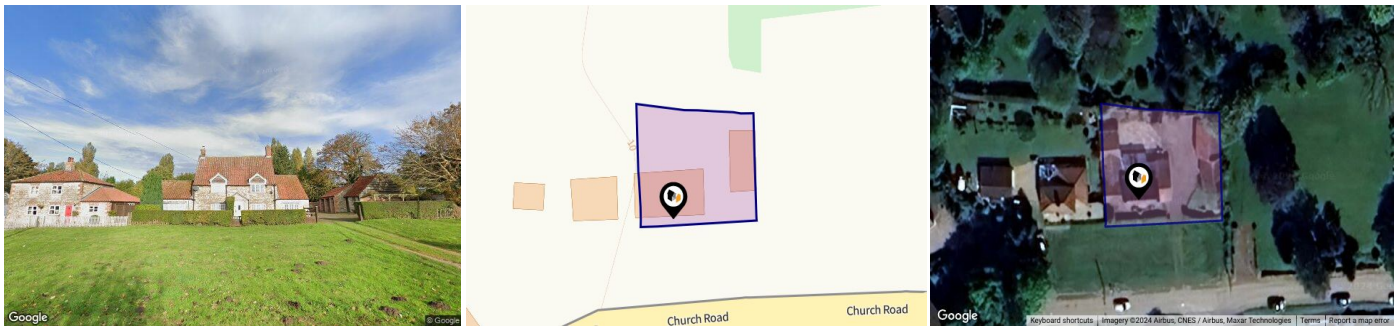 Google
© Google
10
Church Road
Church Road
Google
Keyboard shortcuts
Imagery ©2024 Airbus, CNES / Airbus, Maxar Technologies
Terms
Report a map error